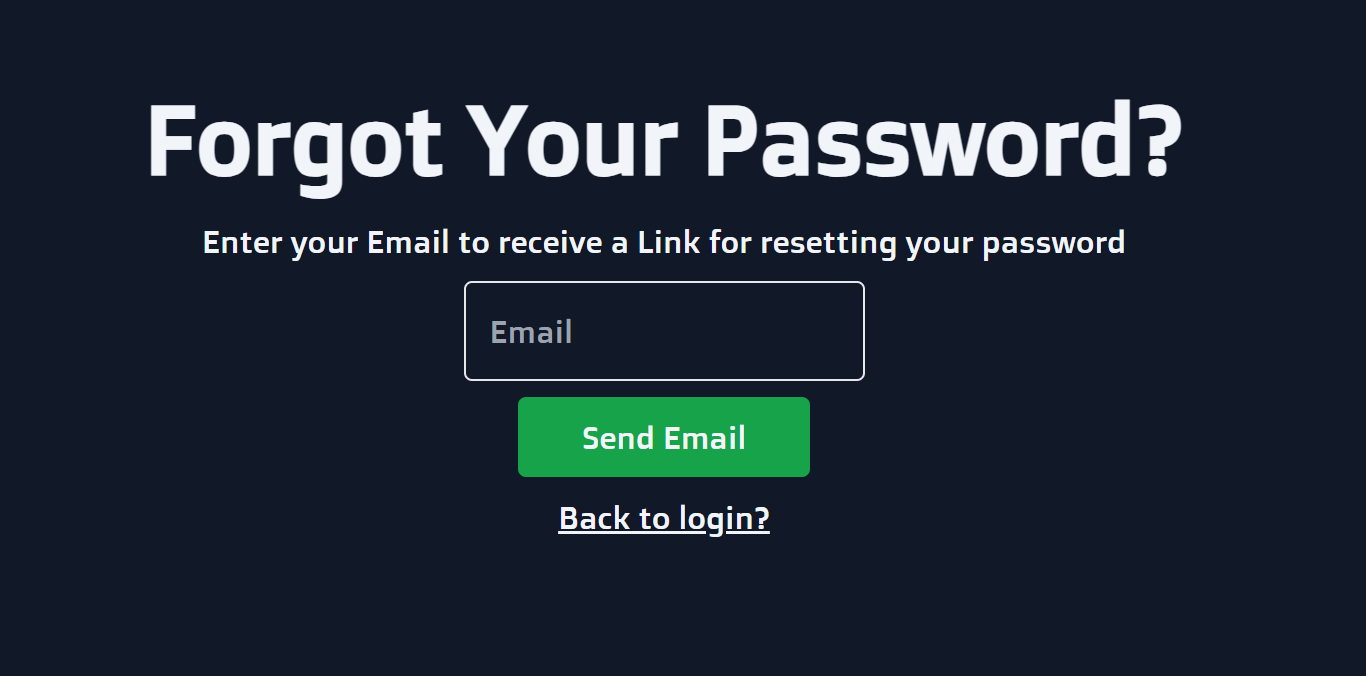 Forgot Your Password?
Enter your Email to receive a Link for resetting your password
Email
Send Email
Back to login?